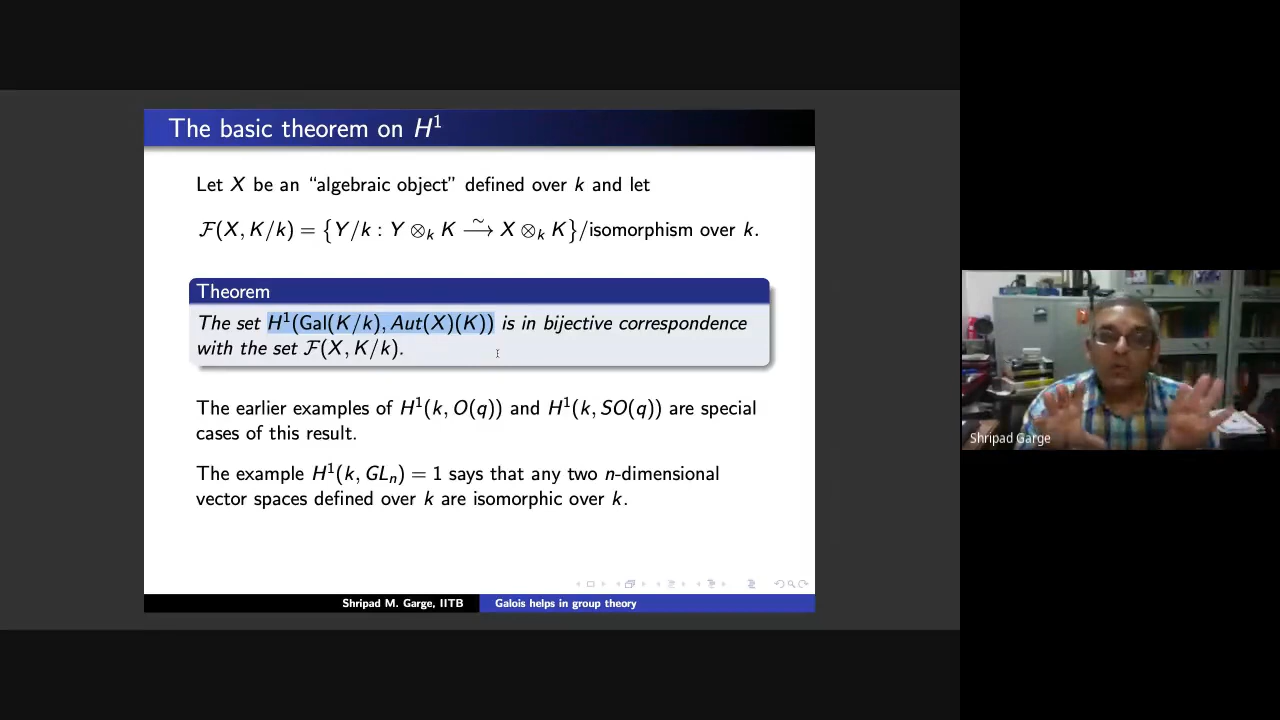 The basic theorem on H¹
Let X be an “algebraic object” defined over k and let
ℱ(X, K/k) = {Y/k : Y ⊗ₖ K ⥲ X ⊗ₖ K}/isomorphism over k.
Theorem
The set H¹(Gal(K/k), Aut(X)(K)) is in bijective correspondence
with the set ℱ(X, K/k).
The earlier examples of H¹(k, O(q)) and H¹(k, SO(q)) are special
cases of this result.
The example H¹(k, GLₙ) = 1 says that any two n-dimensional
vector spaces defined over k are isomorphic over k.
Shripad M. Garge, IITB
Galois helps in group theory
Shripad Garge